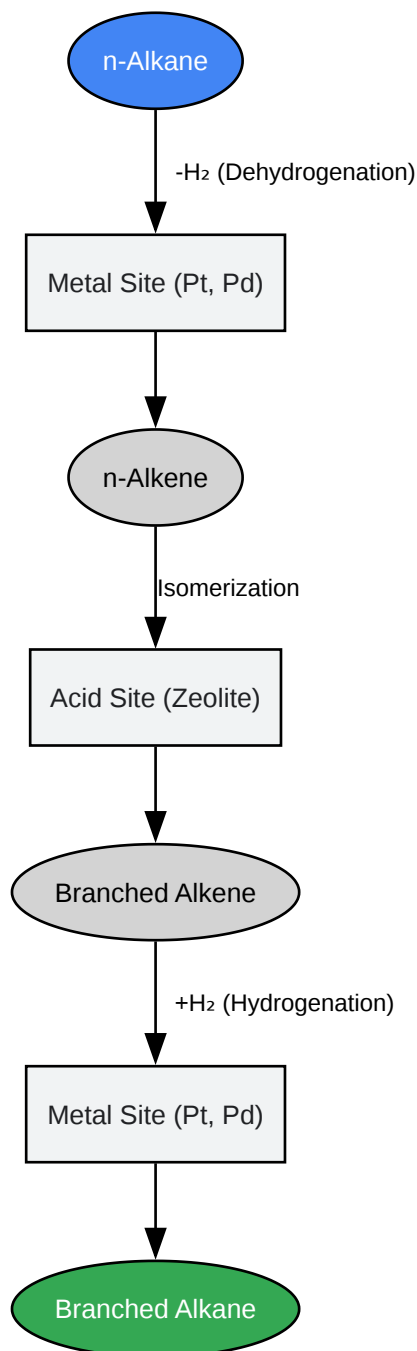 n-Alkane
-H₂ (Dehydrogenation)
Metal Site (Pt, Pd)
n-Alkene
Isomerization
Acid Site (Zeolite)
Branched Alkene
+H₂ (Hydrogenation)
Metal Site (Pt, Pd)
Branched Alkane